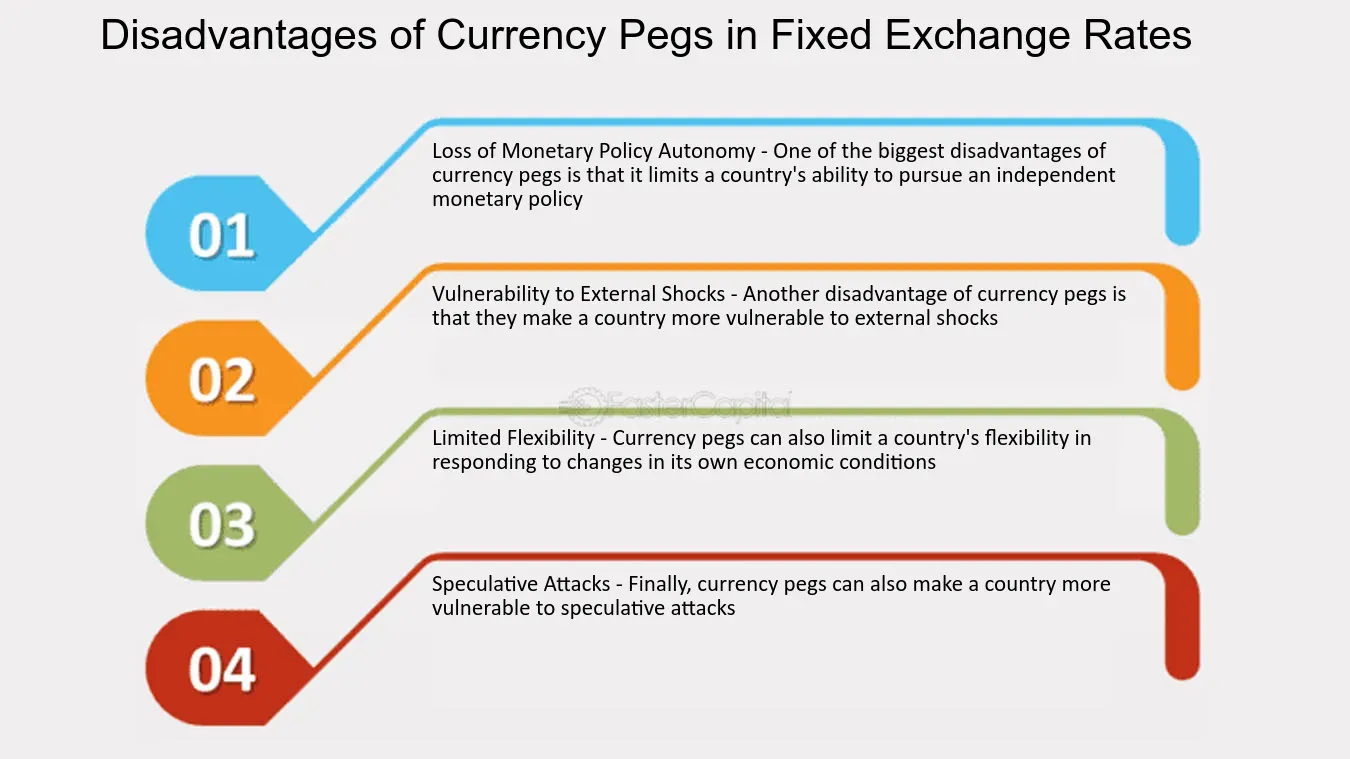 Disadvantages of Currency Pegs in Fixed Exchange Rates
01
Loss of Monetary Policy Autonomy - One of the biggest disadvantages of
currency pegs is that it limits a country's ability to pursue an independent
monetary policy
02
Vulnerability to External Shocks - Another disadvantage of currency pegs is
that they make a country more vulnerable to external shocks
FasterCapital
03
Limited Flexibility - Currency pegs can also limit a country's flexibility in
responding to changes in its own economic conditions
04
Speculative Attacks - Finally, currency pegs can also make a country more
vulnerable to speculative attacks